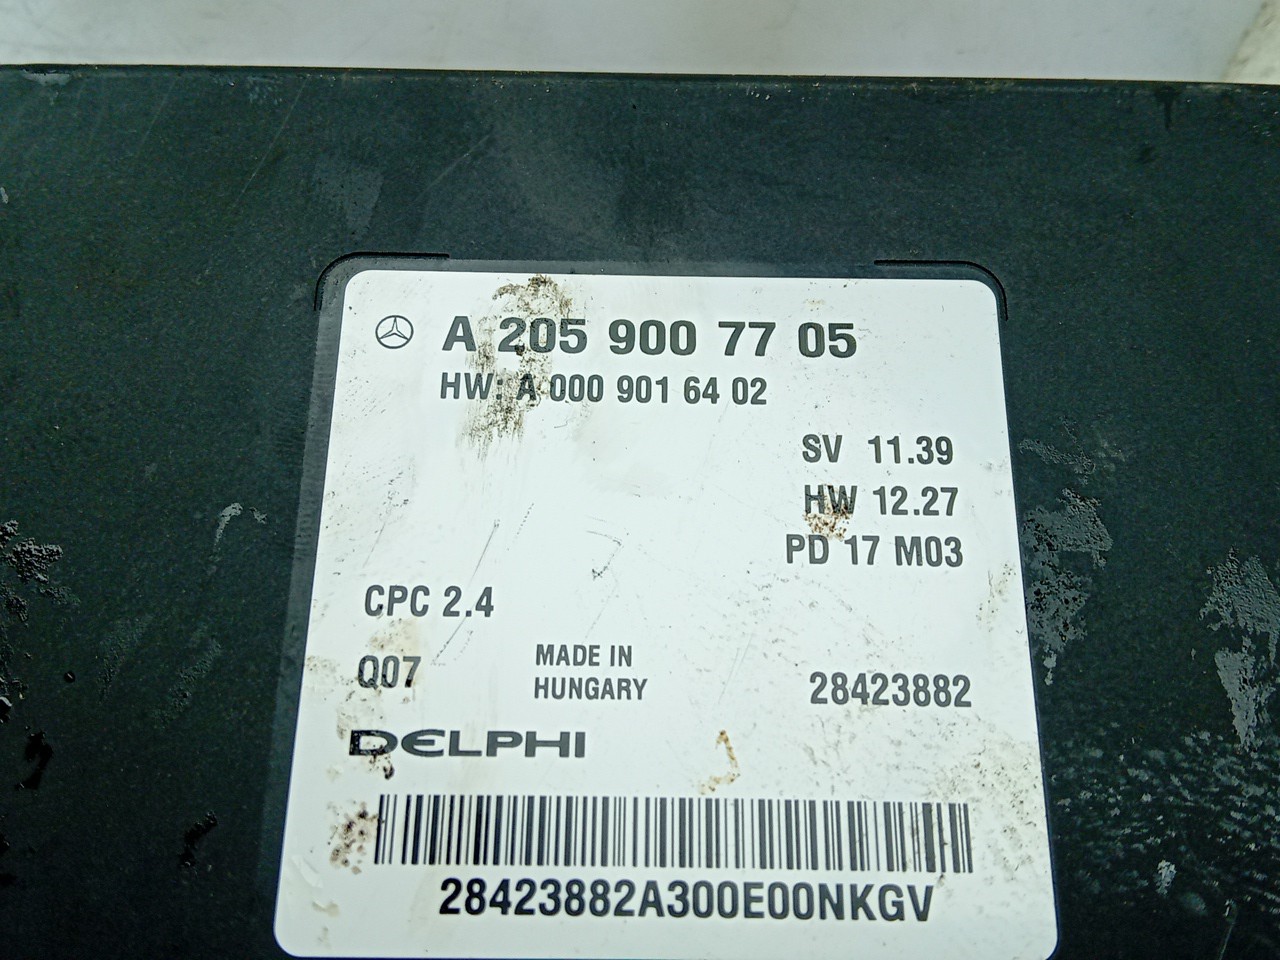 A 205 900 77 05
HW: A 000 901 64 02
SV 11.39
HW 12.27
PD 17 M03
CPC 2.4
Q07
MADE IN
HUNGARY
28423882
DELPHI
28423882A300E00NKGV